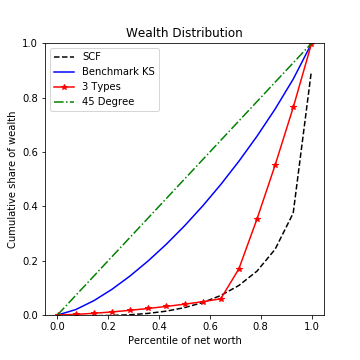 Wealth Distribution
SCF
Benchmark KS
3 Types
45 Degree
Cumulative share of wealth
1.0
0.8
0.6
0.4
0.2
0.0
0.0 0.2 0.4 0.6 0.8 1.0
Percentile of net worth